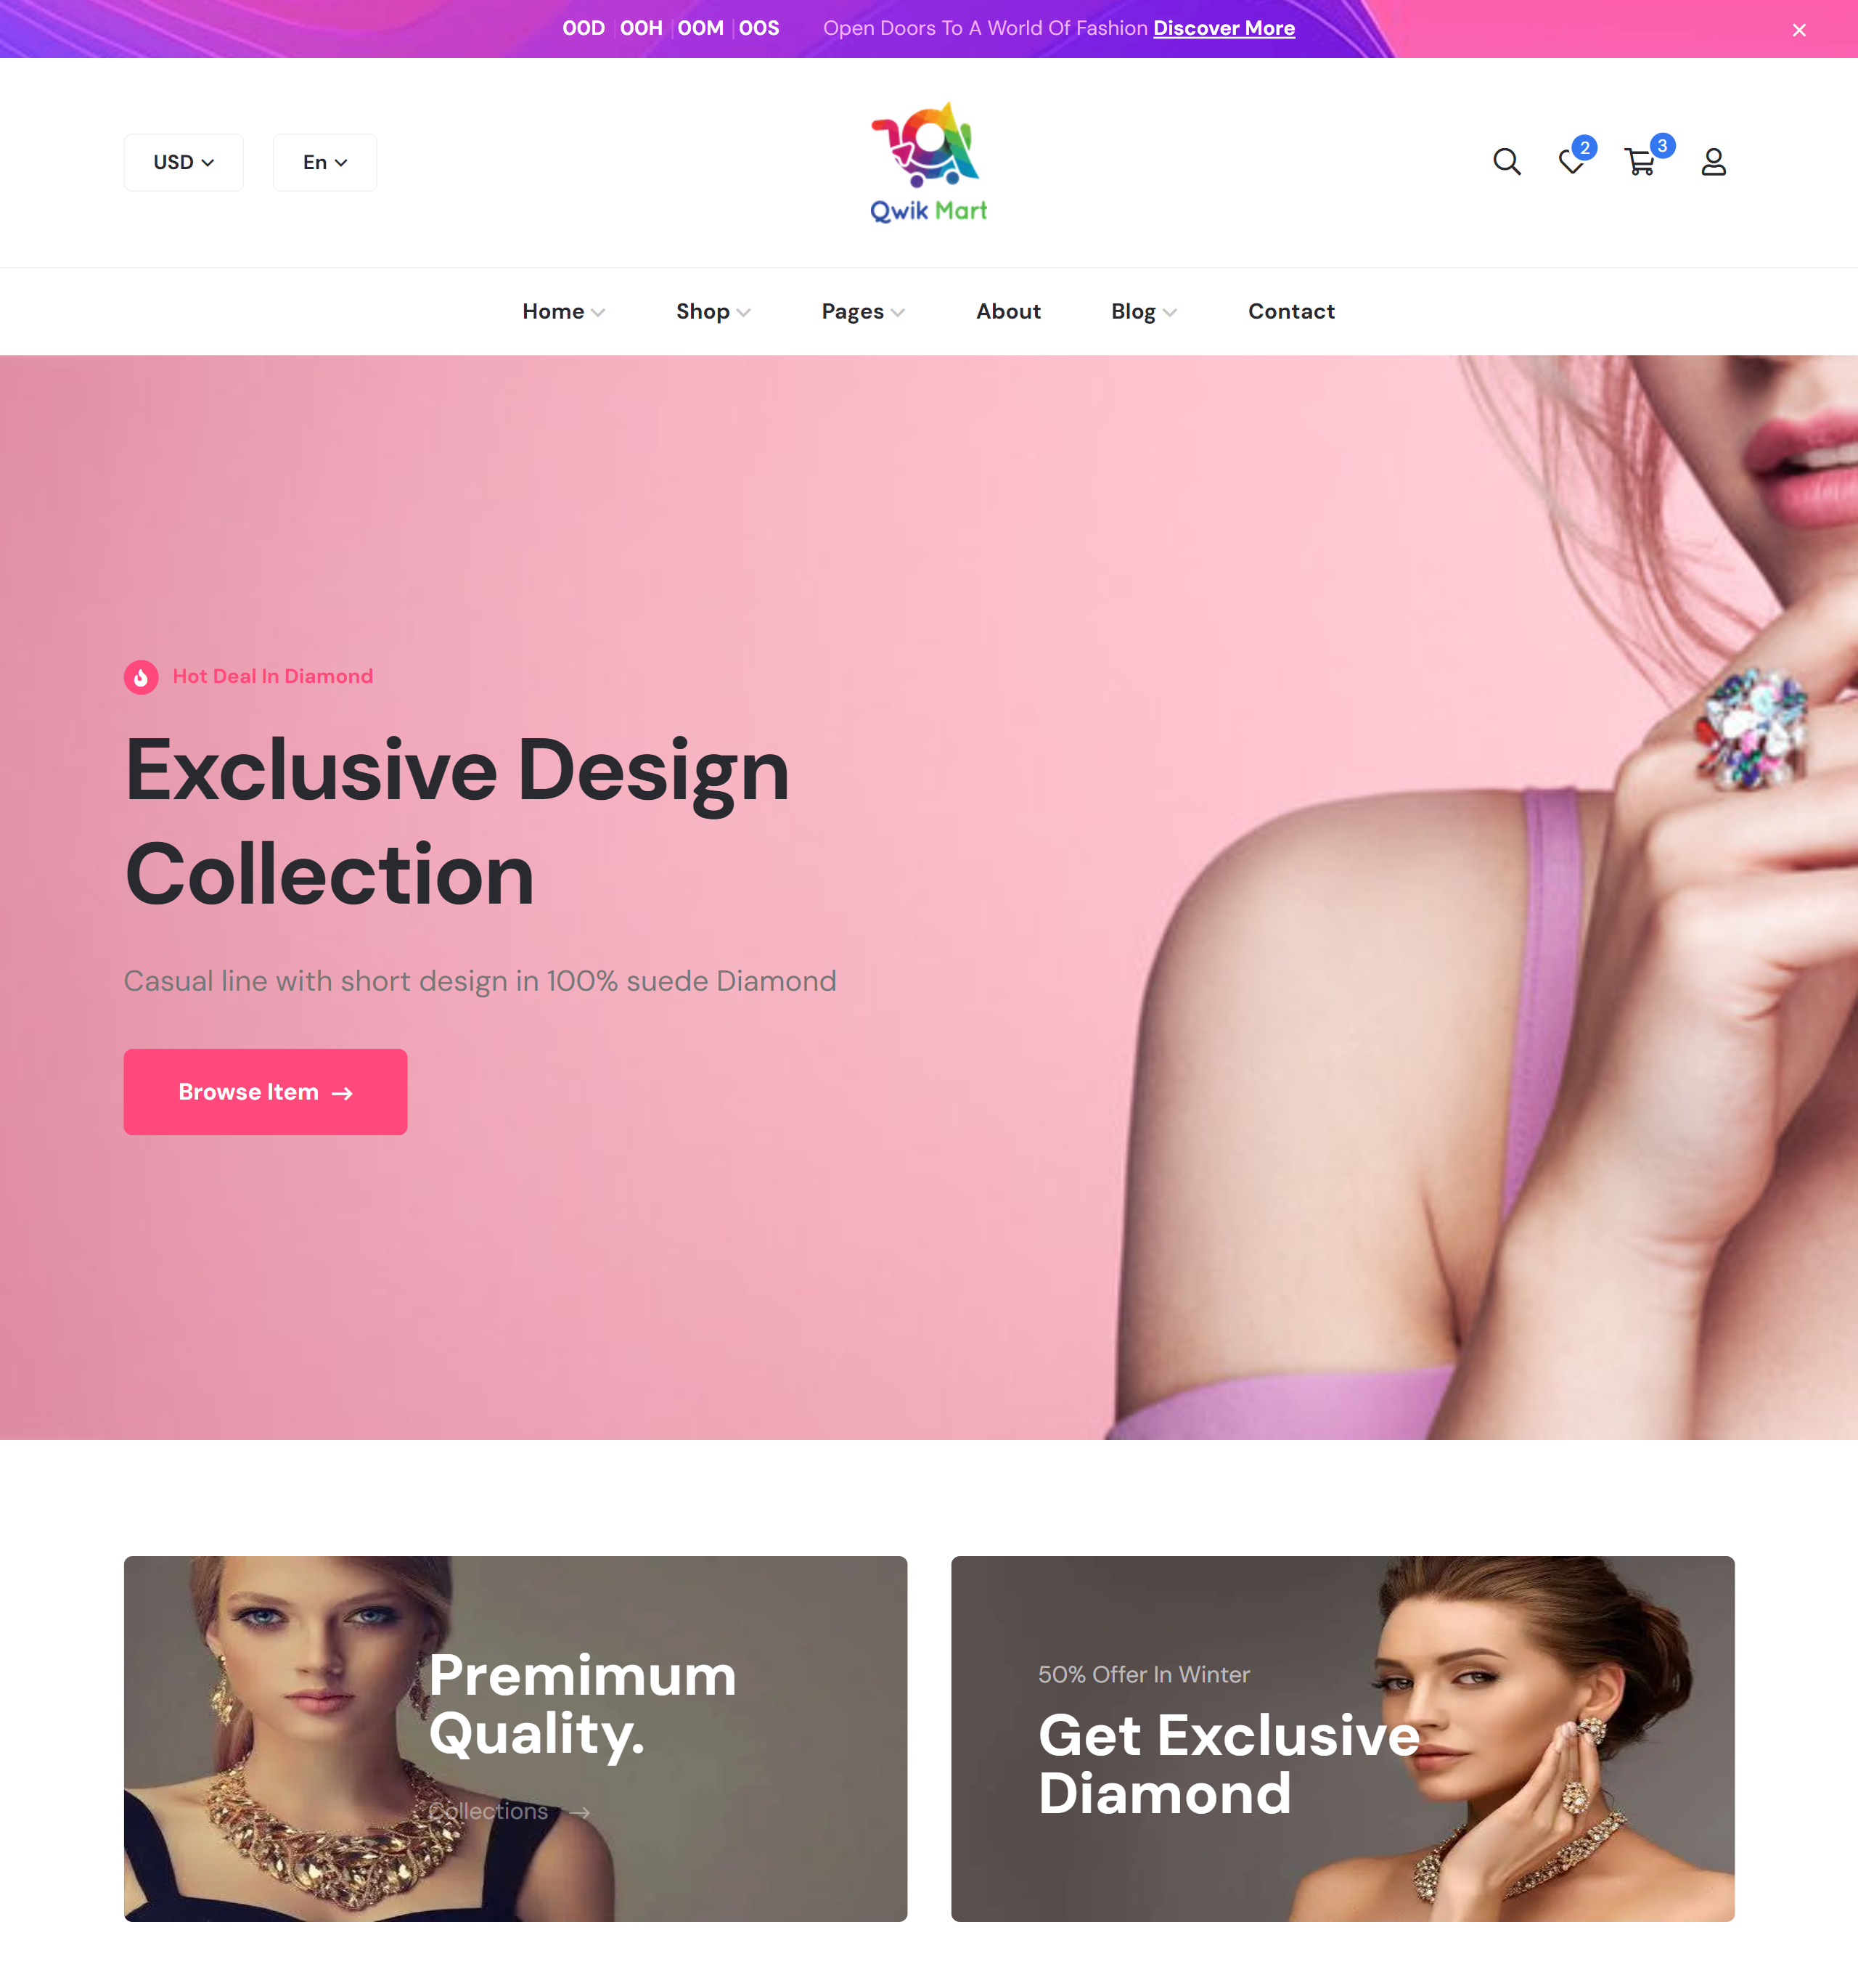 00D 00H 00M 00S Open Doors To A World Of Fashion Discover More
USD En
2 3
Qwik Mart
Home Shop Pages About Blog Contact
Hot Deal In Diamond
Exclusive Design
Collection
Casual line with short design in 100% suede Diamond
Browse Item
Premimum
Quality.
Collections
50% Offer In Winter
Get Exclusive
Diamond